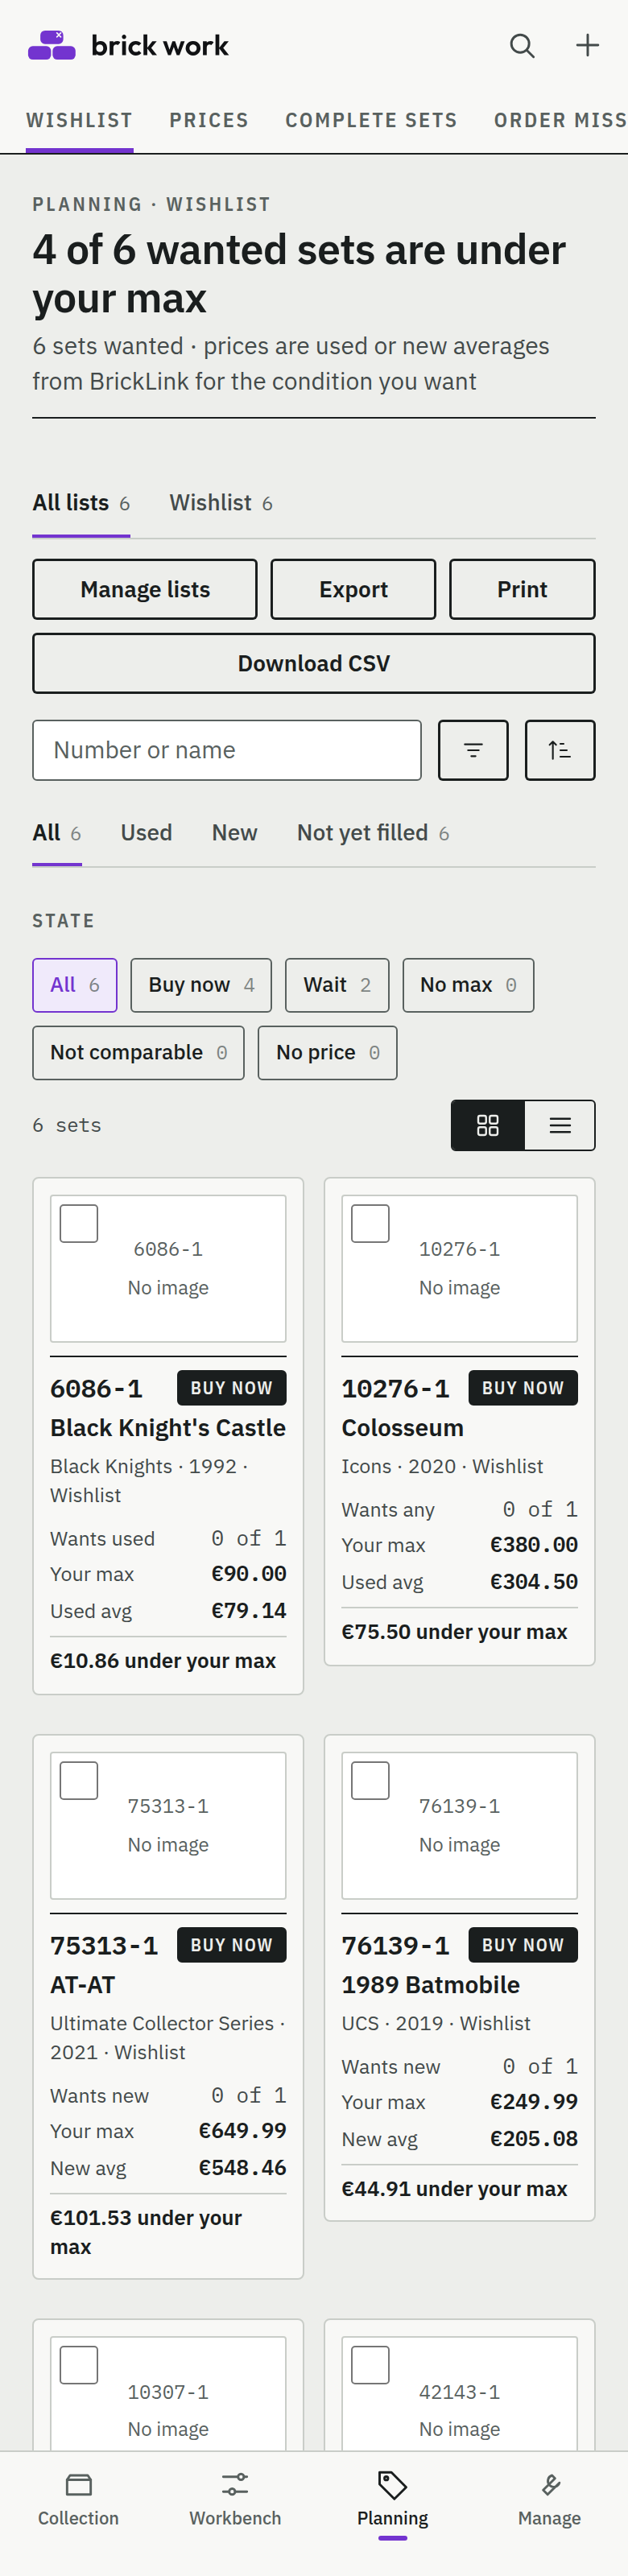 brick work
WISHLIST PRICES COMPLETE SETS ORDER MISS
PLANNING · WISHLIST
4 of 6 wanted sets are under
your max
6 sets wanted · prices are used or new averages
from BrickLink for the condition you want
All lists 6 Wishlist 6
Manage lists Export Print
Download CSV
Number or name
All 6 Used New Not yet filled 6
STATE
All 6 Buy now 4 Wait 2 No max 0
Not comparable 0 No price 0
6 sets
6086-1
No image
6086-1 BUY NOW
Black Knight's Castle
Black Knights · 1992 ·
Wishlist
Wants used 0 of 1
Your max €90.00
Used avg €79.14
€10.86 under your max
10276-1
No image
10276-1 BUY NOW
Colosseum
Icons · 2020 · Wishlist
Wants any 0 of 1
Your max €380.00
Used avg €304.50
€75.50 under your max
75313-1
No image
75313-1 BUY NOW
AT-AT
Ultimate Collector Series ·
2021 · Wishlist
Wants new 0 of 1
Your max €649.99
New avg €548.46
€101.53 under your
max
76139-1
No image
76139-1 BUY NOW
1989 Batmobile
UCS · 2019 · Wishlist
Wants new 0 of 1
Your max €249.99
New avg €205.08
€44.91 under your max
10307-1
No image
42143-1
No image
Collection Workbench Planning Manage